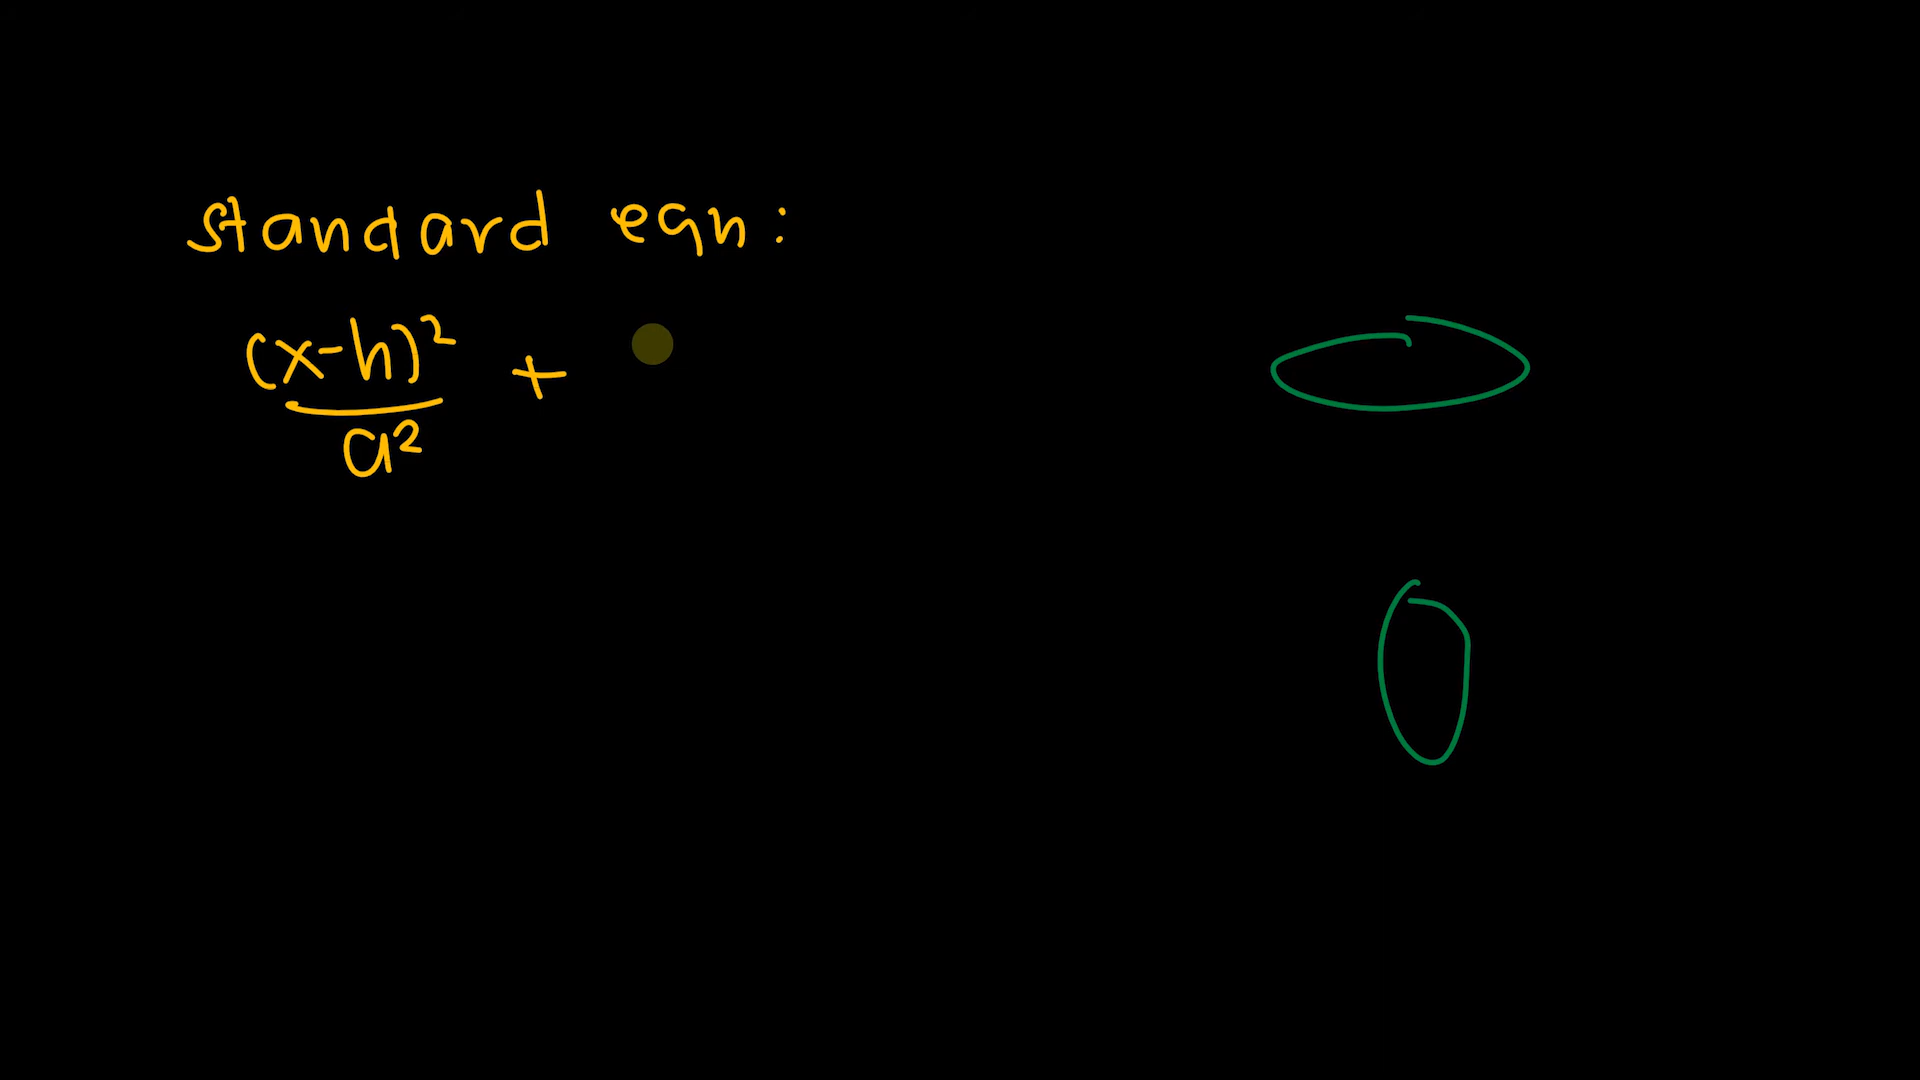 standard eqn:
(x-h)² +
a²